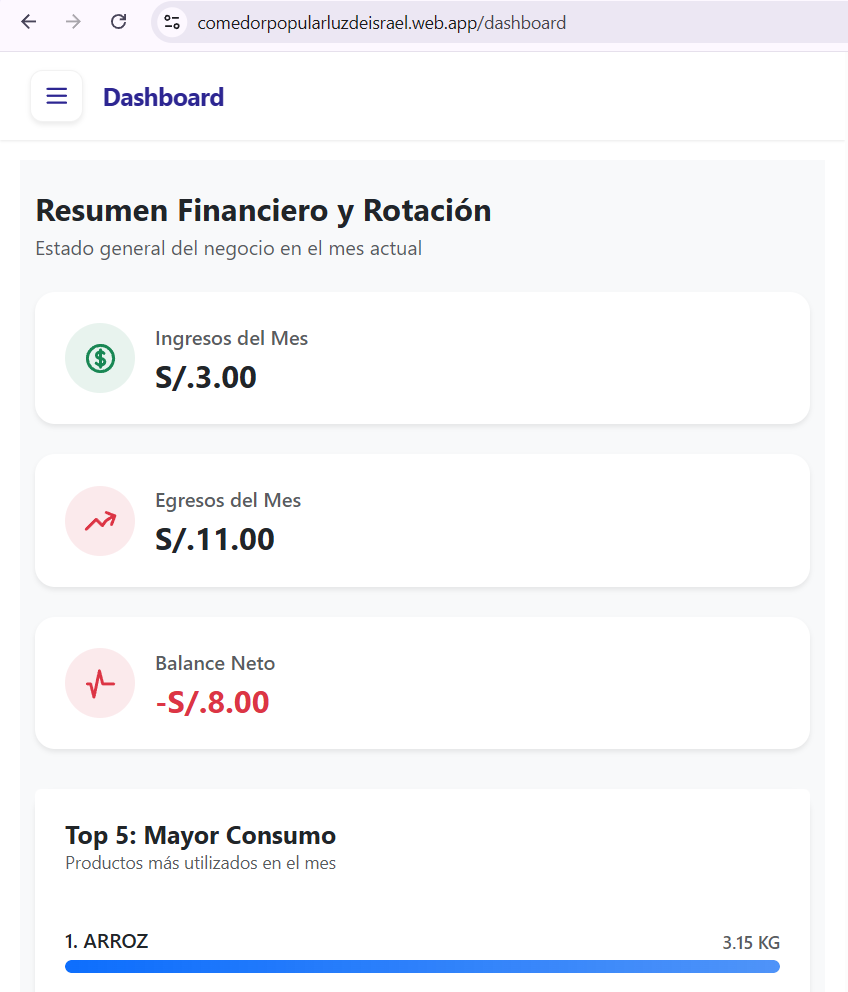 comedorpopularluzdeisrael.web.app/dashboard
Dashboard
Resumen Financiero y Rotación
Estado general del negocio en el mes actual
Ingresos del Mes
S/.3.00
Egresos del Mes
S/.11.00
Balance Neto
-S/.8.00
Top 5: Mayor Consumo
Productos más utilizados en el mes
1. ARROZ 3.15 KG